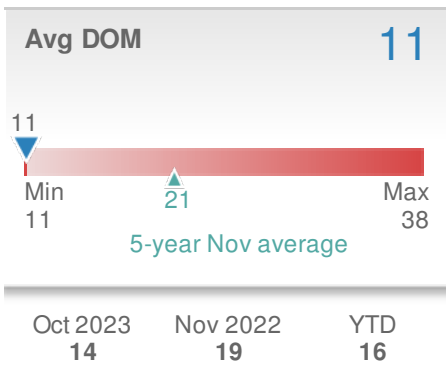 Avg DOM 11
11
Min 21 Max
11 38
5-year Nov average
Oct 2023 Nov 2022 YTD
14 19 16